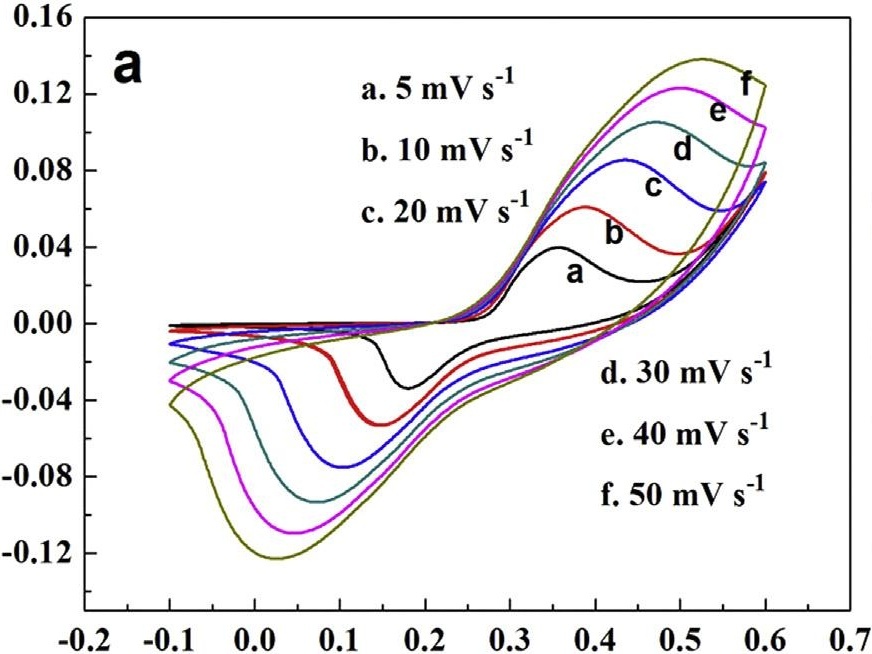 0.16
a
a. 5 mV s⁻¹
f
0.12
e
b. 10 mV s⁻¹
d
0.08
c
c. 20 mV s⁻¹
b
0.04
a
0.00
d. 30 mV s⁻¹
-0.04
e. 40 mV s⁻¹
-0.08
f. 50 mV s⁻¹
-0.12
-0.2 -0.1 0.0 0.1 0.2 0.3 0.4 0.5 0.6 0.7